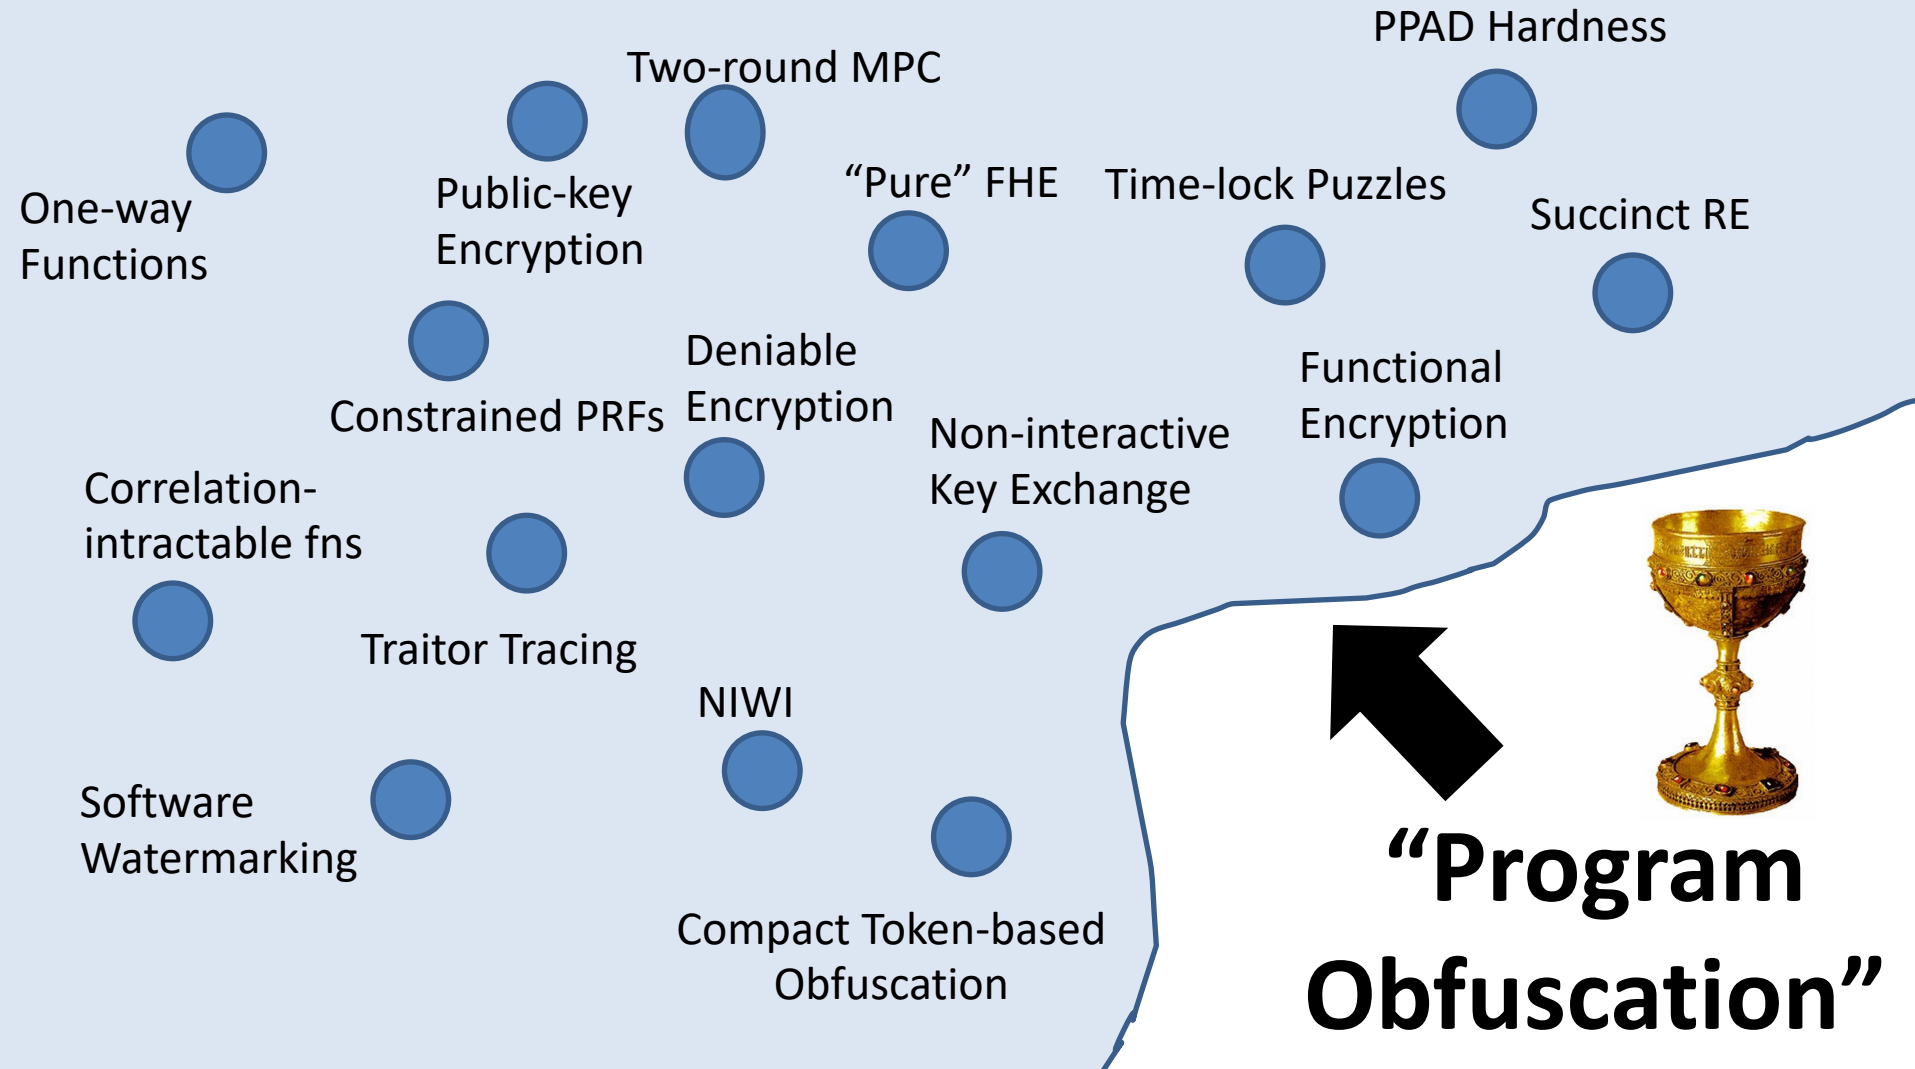 PPAD Hardness
Two-round MPC
One-way
Functions
Public-key
Encryption
“Pure” FHE
Time-lock Puzzles
Succinct RE
Constrained PRFs
Deniable
Encryption
Non-interactive
Key Exchange
Functional
Encryption
Correlation-
intractable fns
Traitor Tracing
NIWI
Software
Watermarking
Compact Token-based
Obfuscation
“Program
Obfuscation”